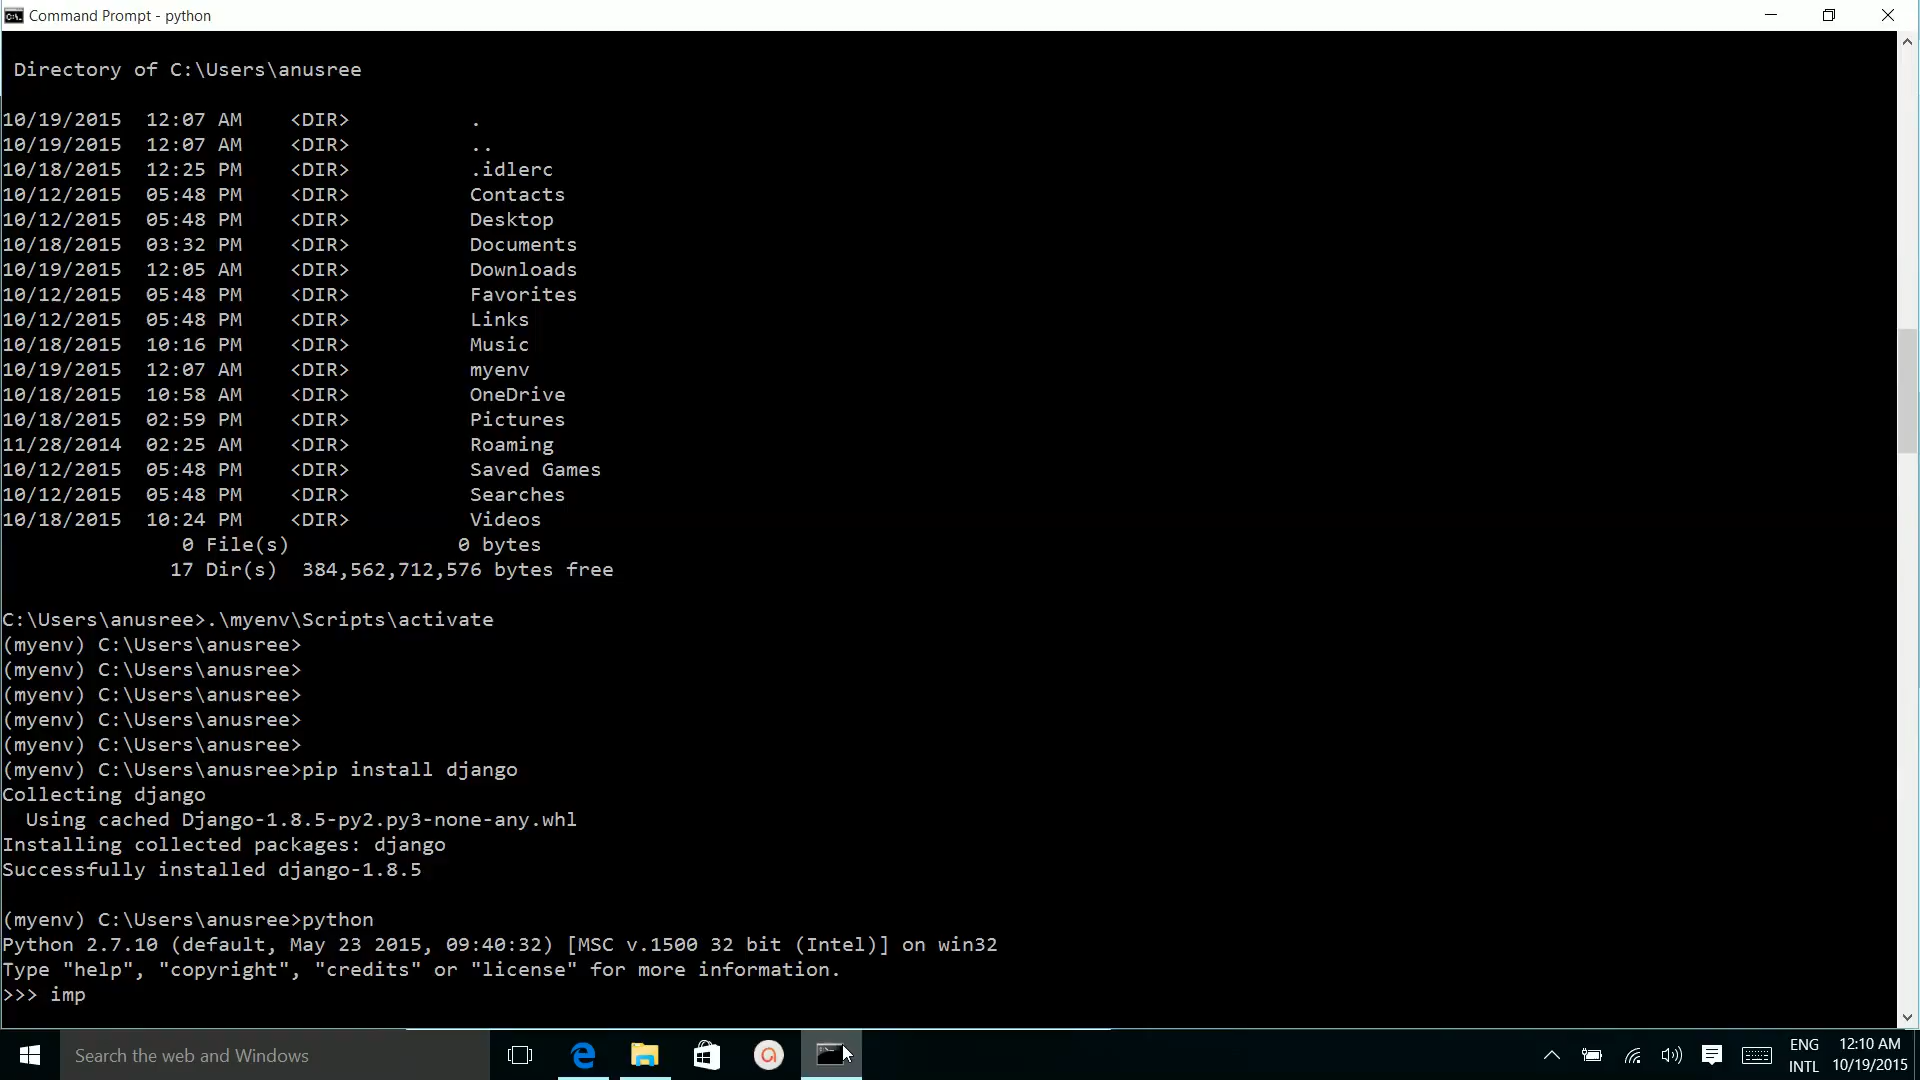 Command Prompt - python
Directory of C:\Users\anusree
10/19/2015  12:07 AM    <DIR>          .
10/19/2015  12:07 AM    <DIR>          ..
10/18/2015  12:25 PM    <DIR>          .idlerc
10/12/2015  05:48 PM    <DIR>          Contacts
10/12/2015  05:48 PM    <DIR>          Desktop
10/18/2015  03:32 PM    <DIR>          Documents
10/19/2015  12:05 AM    <DIR>          Downloads
10/12/2015  05:48 PM    <DIR>          Favorites
10/12/2015  05:48 PM    <DIR>          Links
10/18/2015  10:16 PM    <DIR>          Music
10/19/2015  12:07 AM    <DIR>          myenv
10/18/2015  10:58 AM    <DIR>          OneDrive
10/18/2015  02:59 PM    <DIR>          Pictures
11/28/2014  02:25 AM    <DIR>          Roaming
10/12/2015  05:48 PM    <DIR>          Saved Games
10/12/2015  05:48 PM    <DIR>          Searches
10/18/2015  10:24 PM    <DIR>          Videos
0 File(s)              0 bytes
17 Dir(s)  384,562,712,576 bytes free
C:\Users\anusree>.\myenv\Scripts\activate
(myenv) C:\Users\anusree>
(myenv) C:\Users\anusree>
(myenv) C:\Users\anusree>
(myenv) C:\Users\anusree>
(myenv) C:\Users\anusree>
(myenv) C:\Users\anusree>pip install django
Collecting django
Using cached Django-1.8.5-py2.py3-none-any.whl
Installing collected packages: django
Successfully installed django-1.8.5
(myenv) C:\Users\anusree>python
Python 2.7.10 (default, May 23 2015, 09:40:32) [MSC v.1500 32 bit (Intel)] on win32
Type "help", "copyright", "credits" or "license" for more information.
>>> imp
Search the web and Windows
ENG
INTL
12:10 AM
10/19/2015